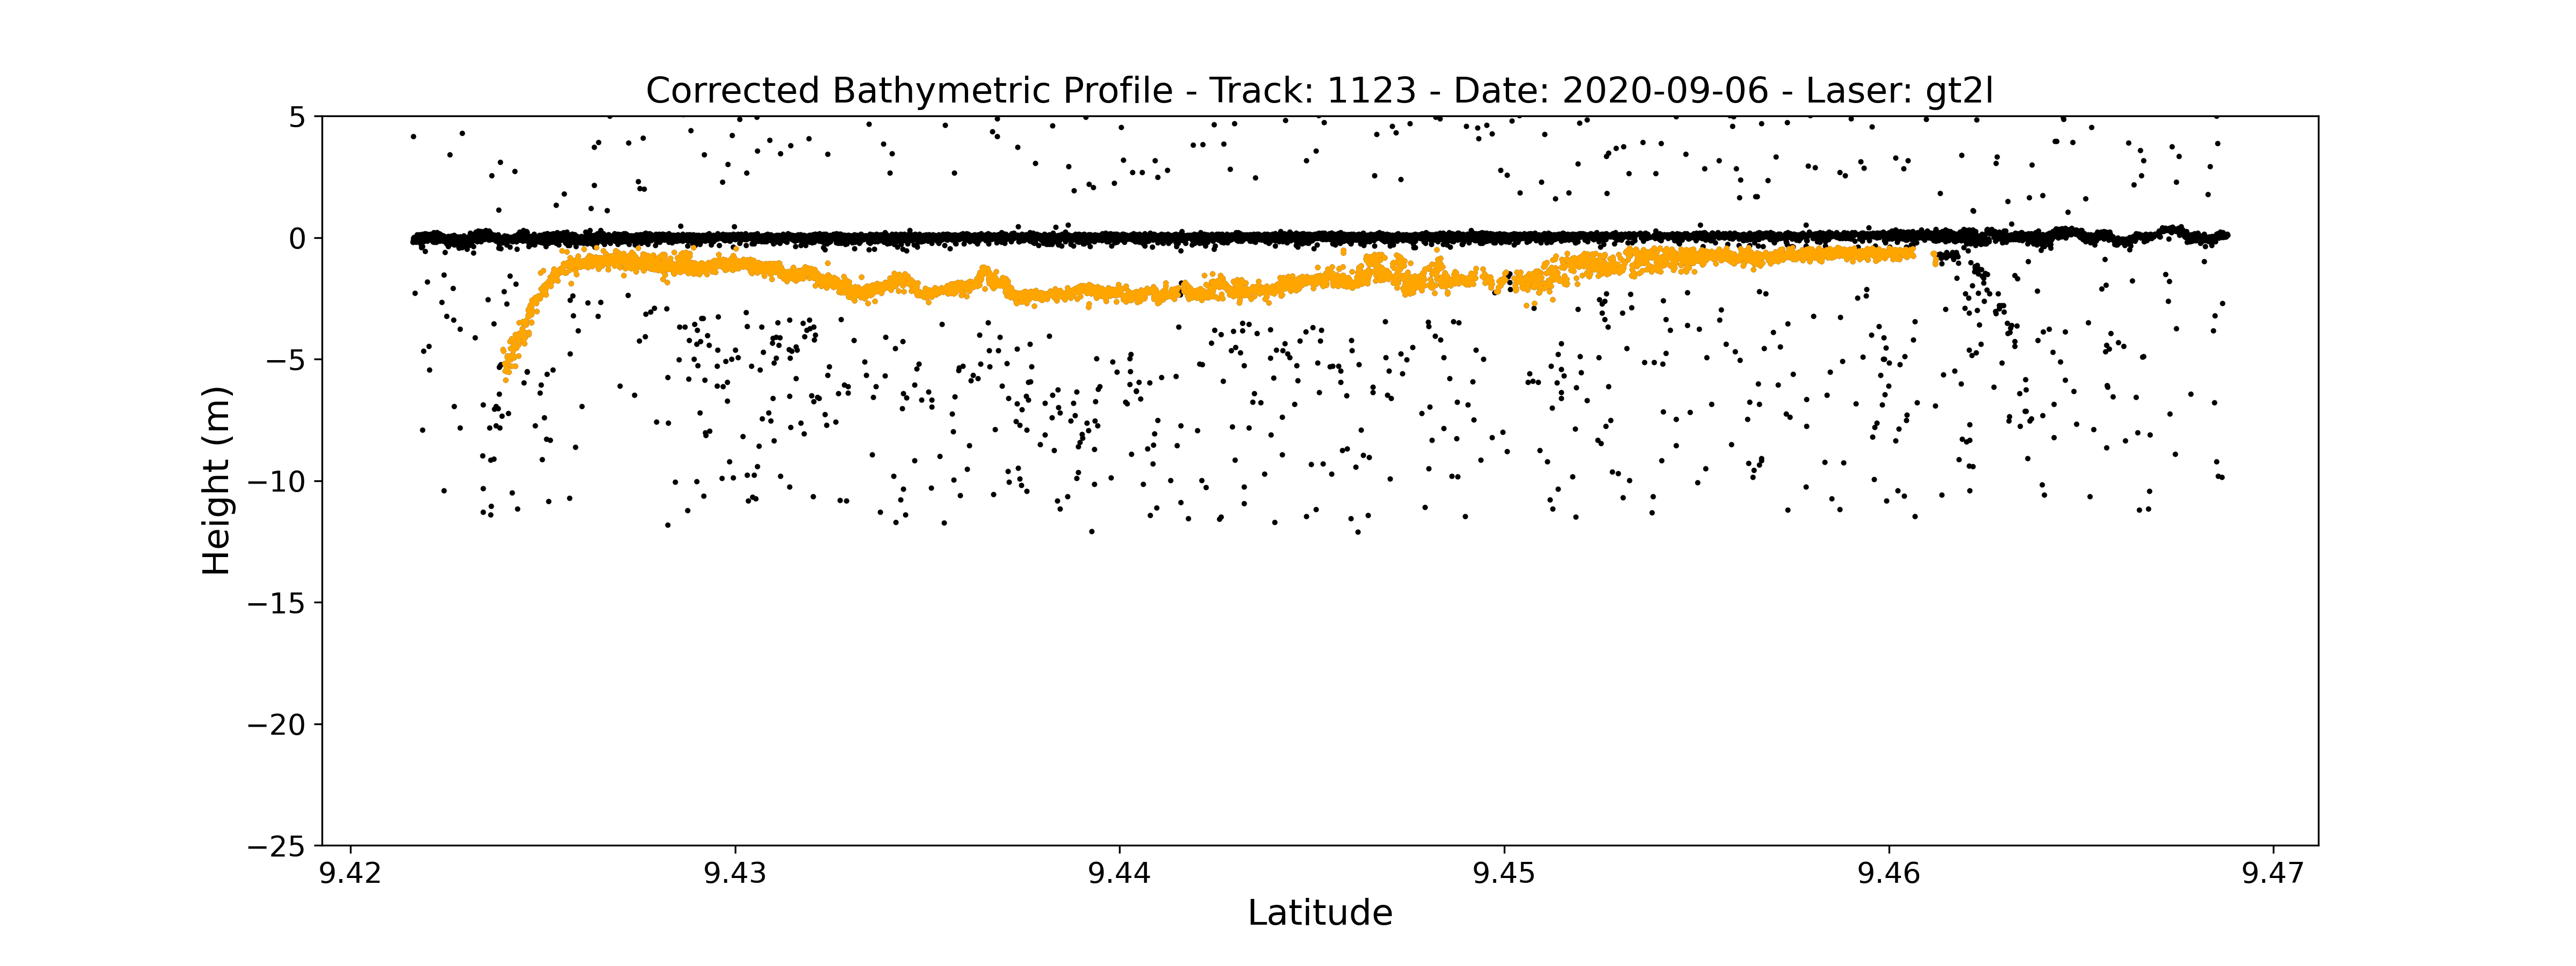 Corrected Bathymetric Profile - Track: 1123 - Date: 2020-09-06 - Laser: gt2l
5
0
−5
−10
−15
−20
−25
Height (m)
9.42 9.43 9.44 9.45 9.46 9.47
Latitude